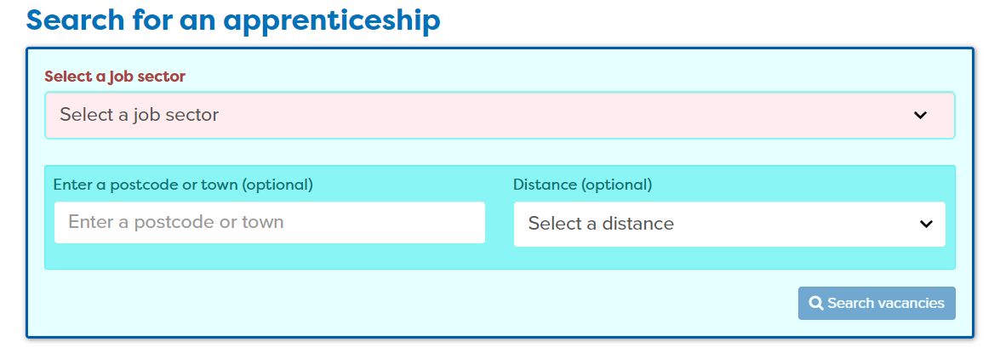 Search for an apprenticeship
Select a job sector
Select a job sector
Enter a postcode or town (optional)
Distance (optional)
Enter a postcode or town
Select a distance
Search vacancies